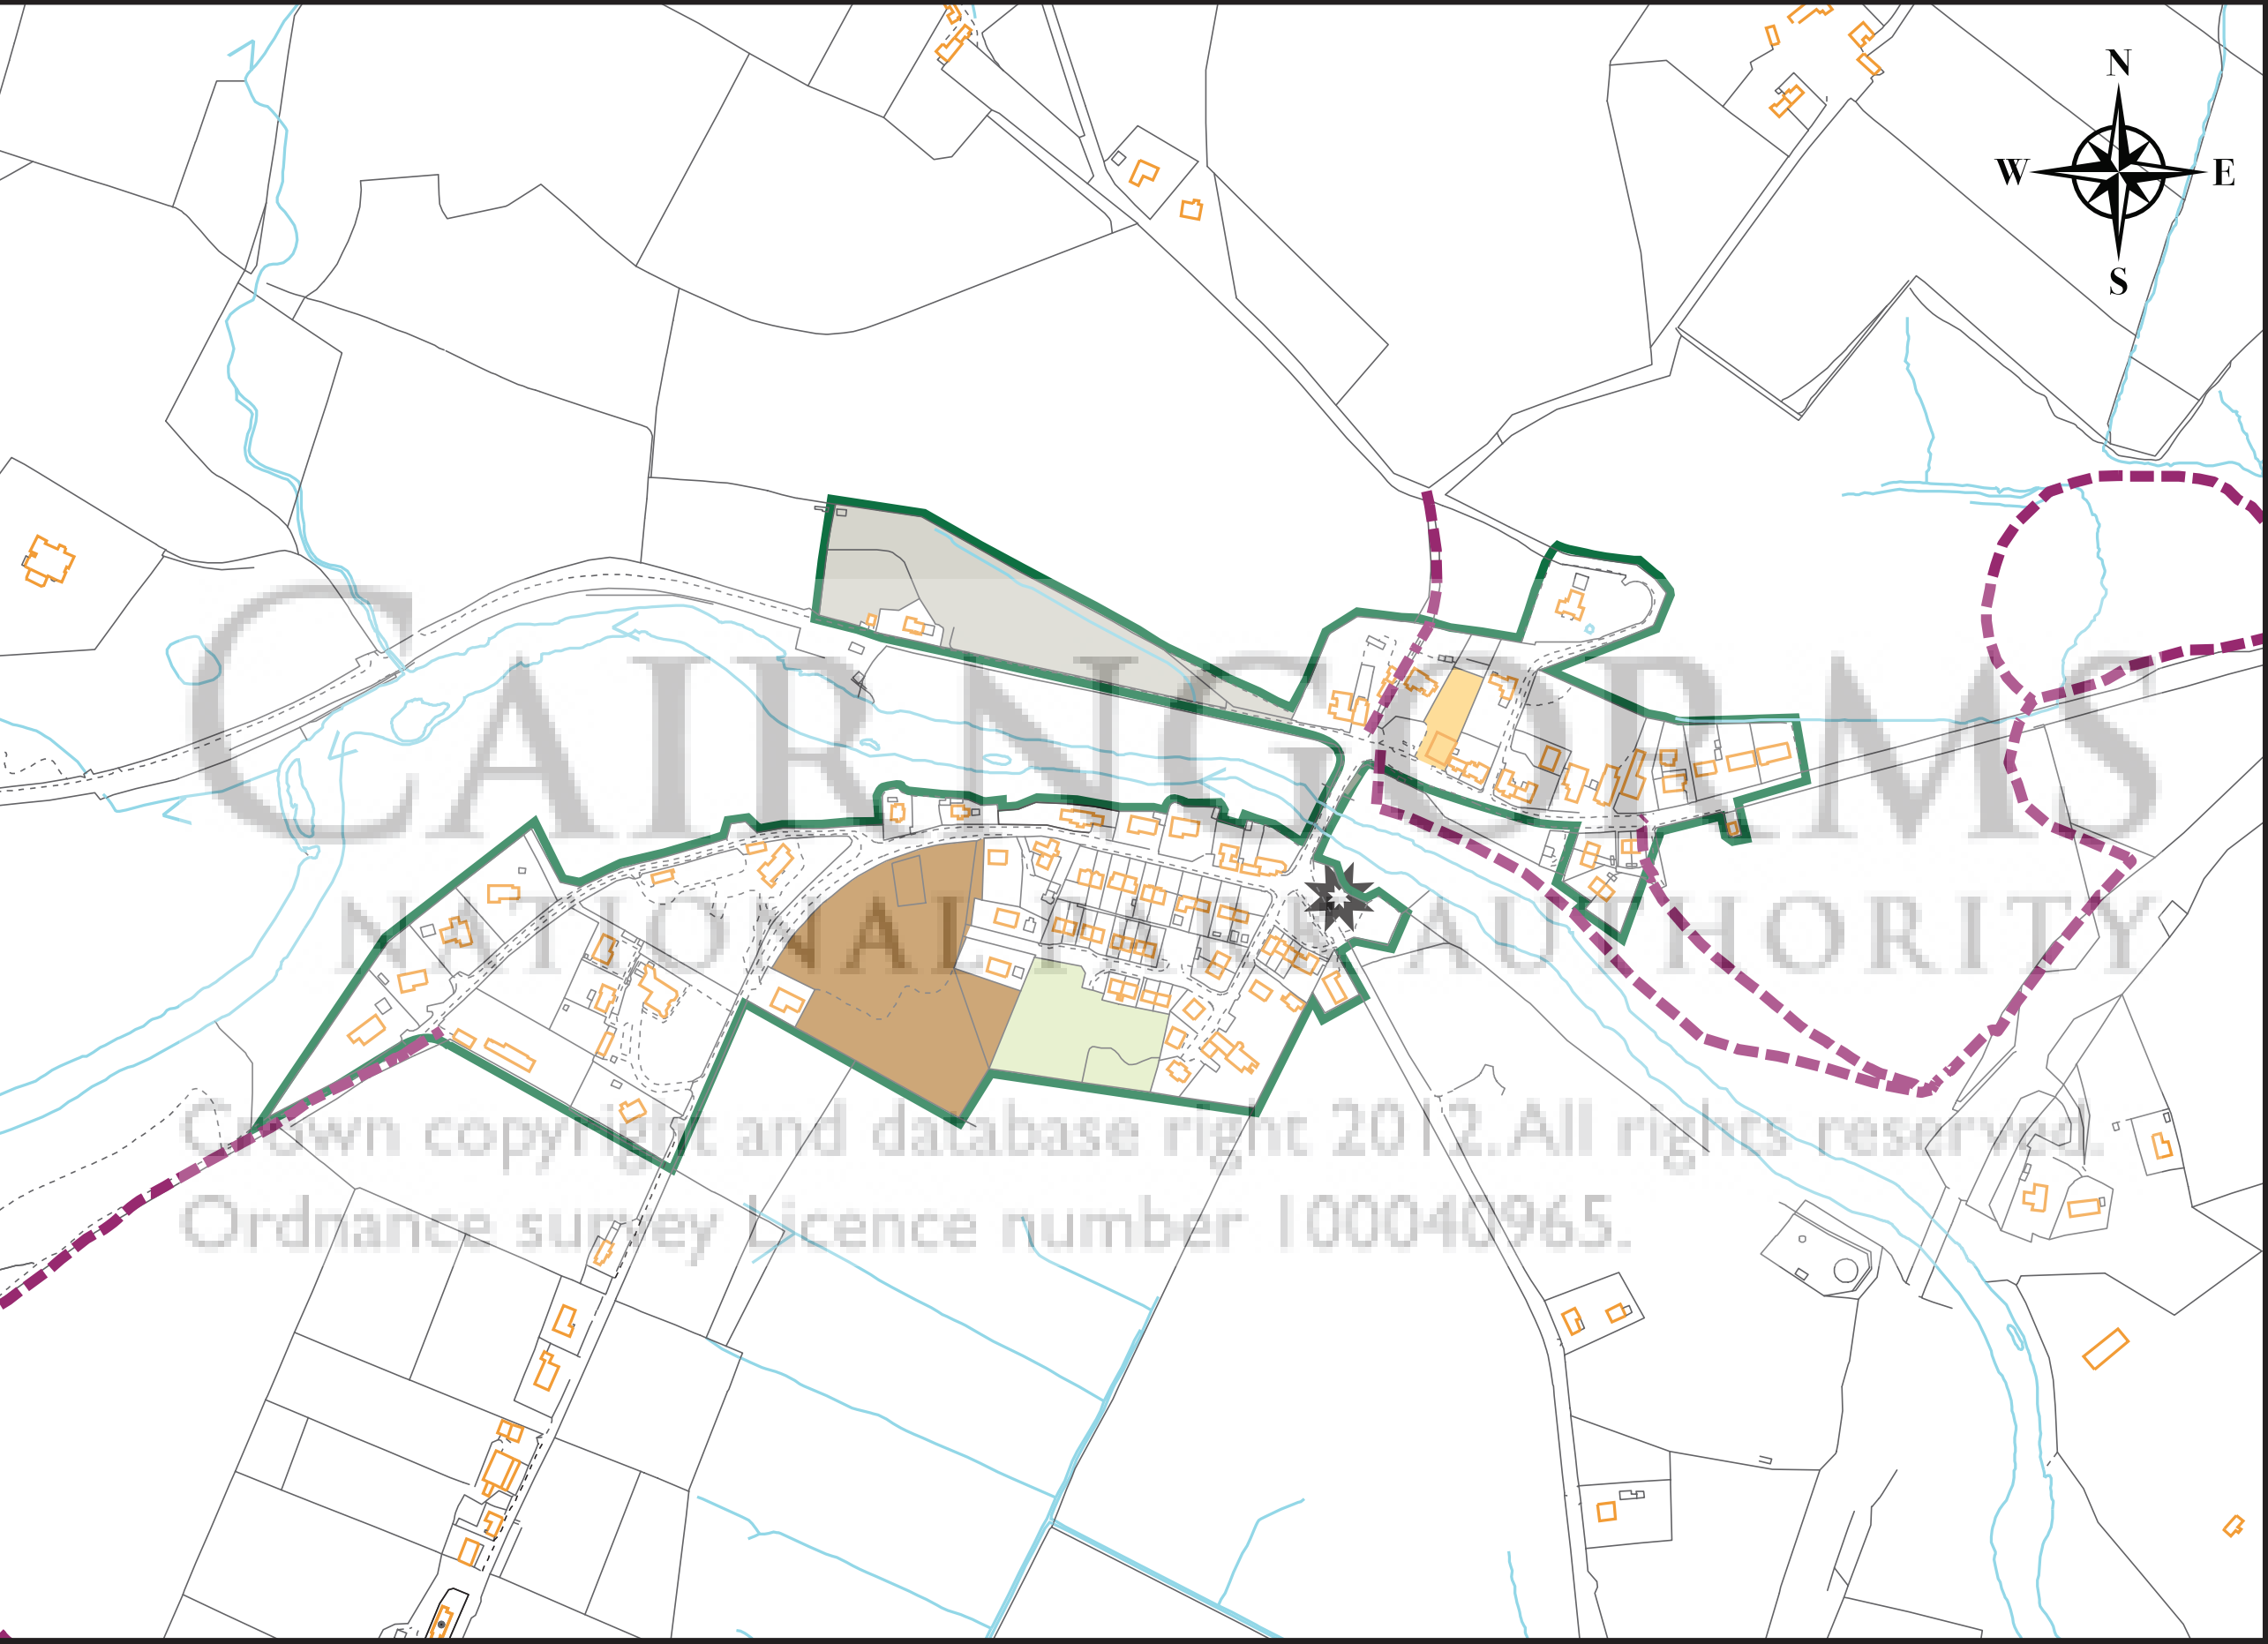 N
W E
S
CAIRNGORMS
NATIONAL PARK AUTHORITY
Crown copyright and database right 2012. All rights reserved.
Ordnance survey Licence number 100040965.